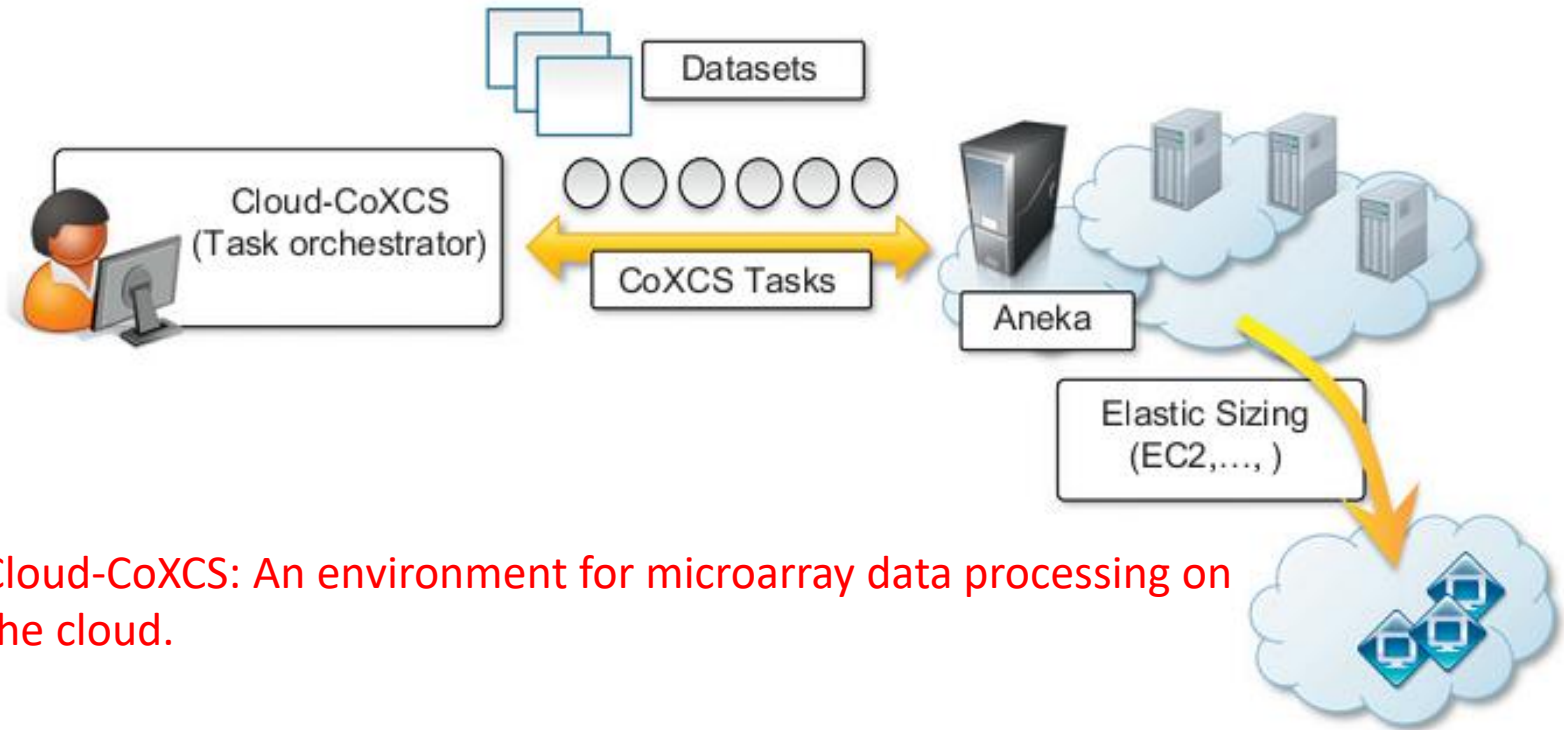 Datasets
Cloud-CoXCS
(Task orchestrator)
CoXCS Tasks
Aneka
Elastic Sizing
(EC2,..., )
Cloud-CoXCS: An environment for microarray data processing on
the cloud.